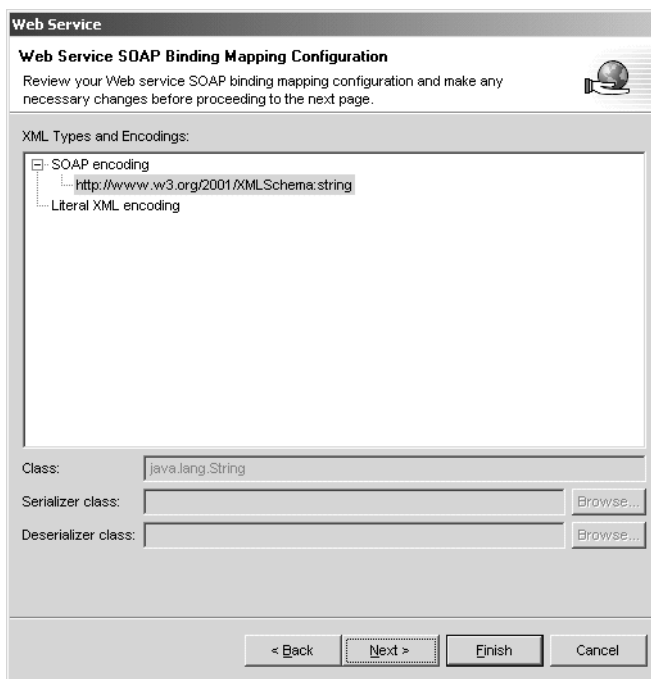 Web Service
Web Service SOAP Binding Mapping Configuration
Review your Web service SOAP binding mapping configuration and make any
necessary changes before proceeding to the next page.
XML Types and Encodings:
SOAP encoding
http://www.w3.org/2001/XMLSchema:string
Literal XML encoding
Class: java.lang.String
Serializer class: Browse...
Deserializer class: Browse...
< Back Next > Finish Cancel